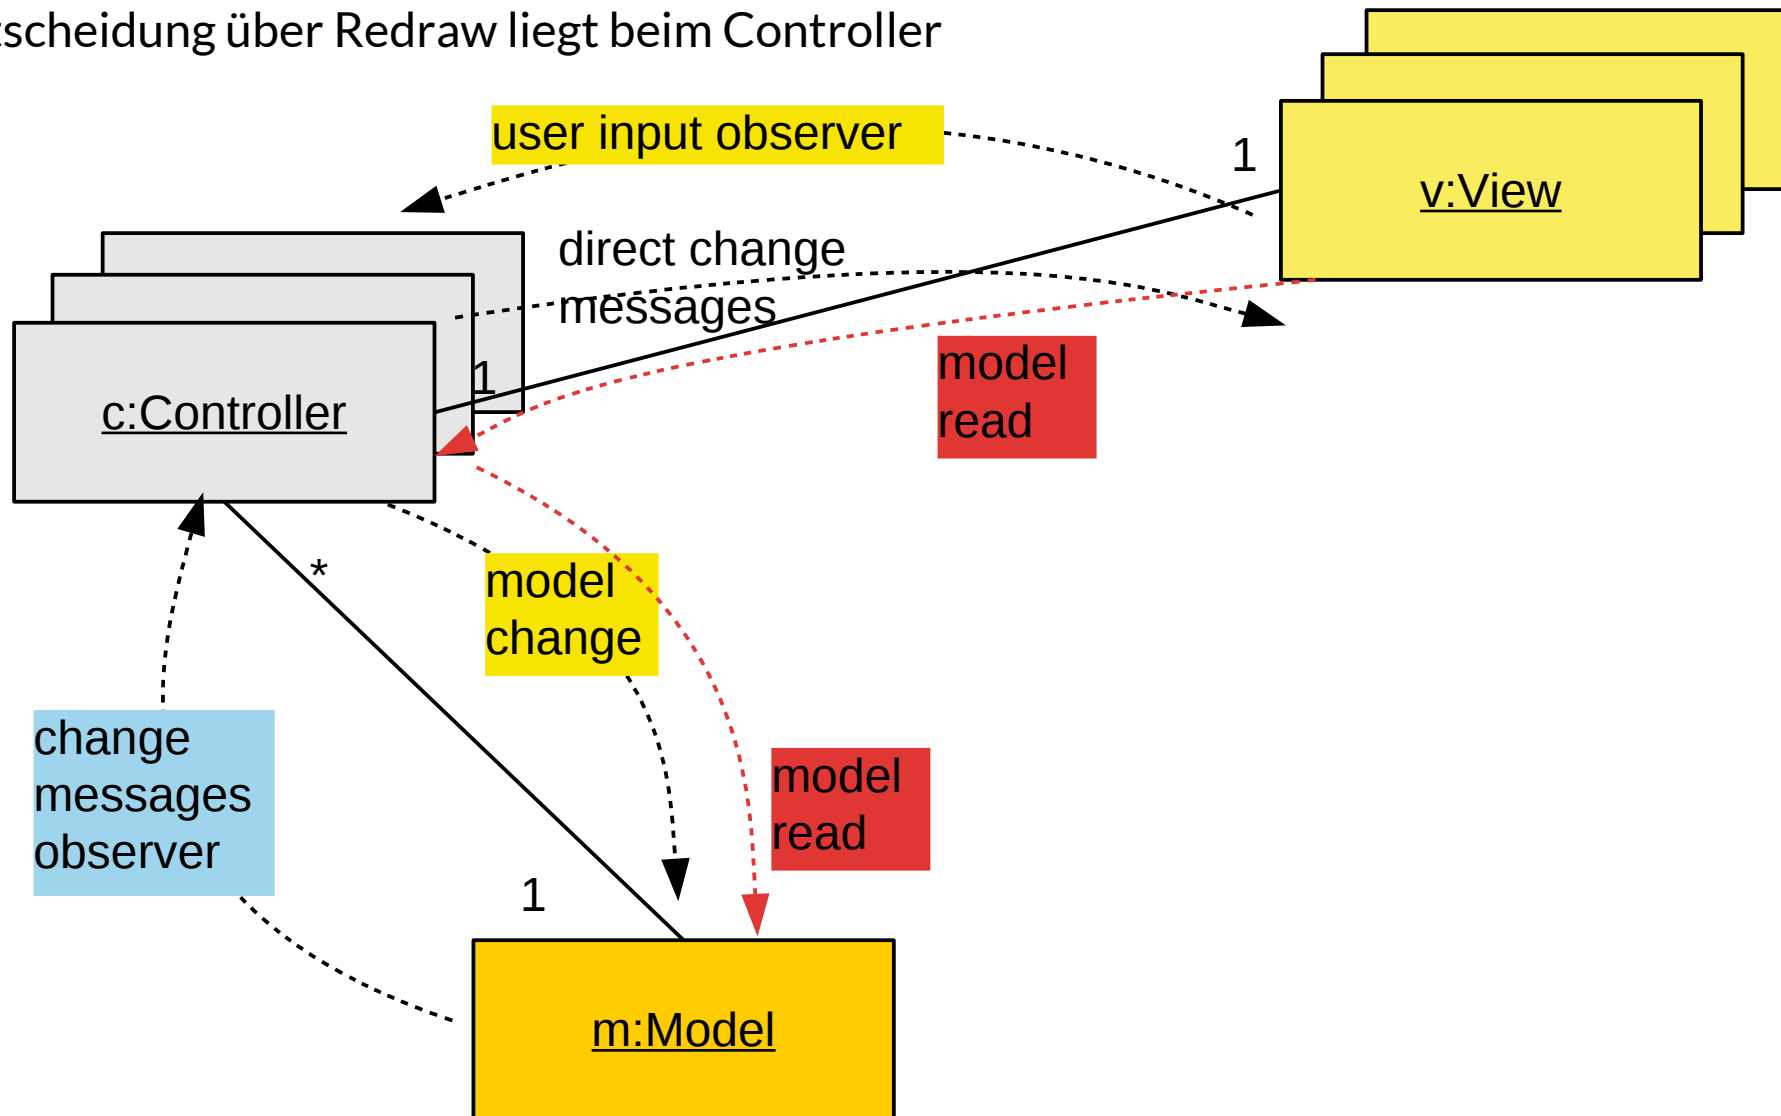 tscheidung über Redraw liegt beim Controller
user input observer
1
v:View
direct change
messages
model
read
1
c:Controller
*
model
change
change
messages
observer
model
read
1
m:Model